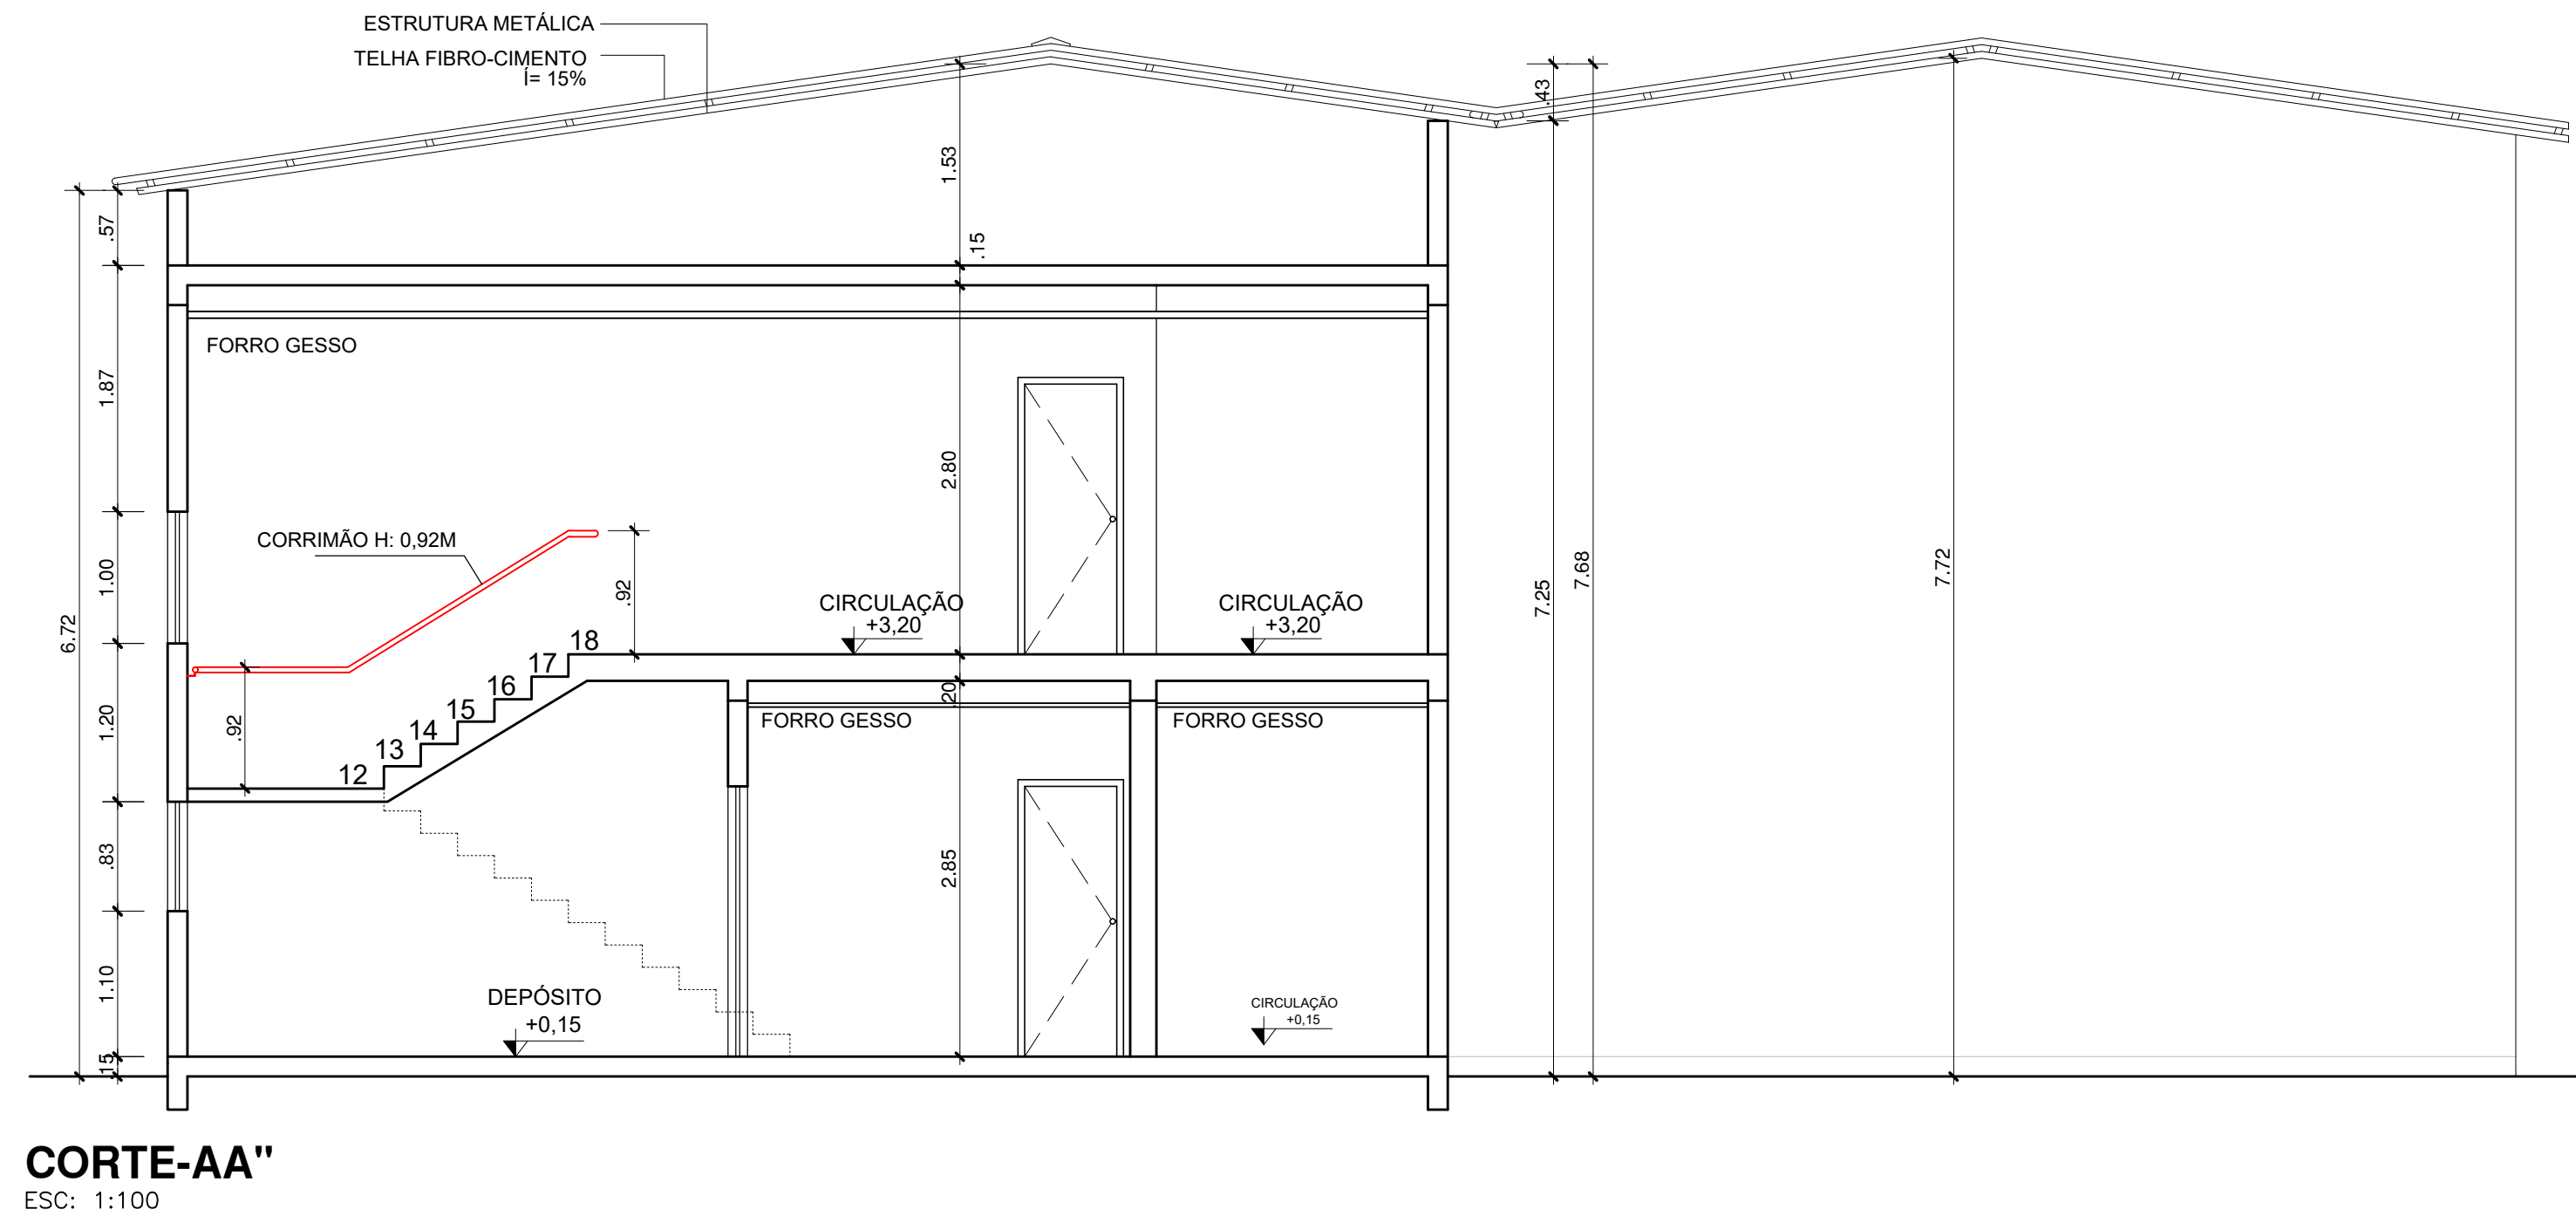 ESTRUTURA METÁLICA
TELHA FIBRO-CIMENTO
Í= 15%
.43
1.53
.57
.15
FORRO GESSO
1.87
2.80
CORRIMÃO H: 0,92M
1.00
.92
7.25
7.68
7.72
6.72
CIRCULAÇÃO
+3,20
CIRCULAÇÃO
+3,20
18
17
16
15
14
13
12
.20
FORRO GESSO
FORRO GESSO
1.20
.92
.83
2.85
1.10
DEPÓSITO
+0,15
CIRCULAÇÃO
+0,15
.15
CORTE-AA"
ESC: 1:100